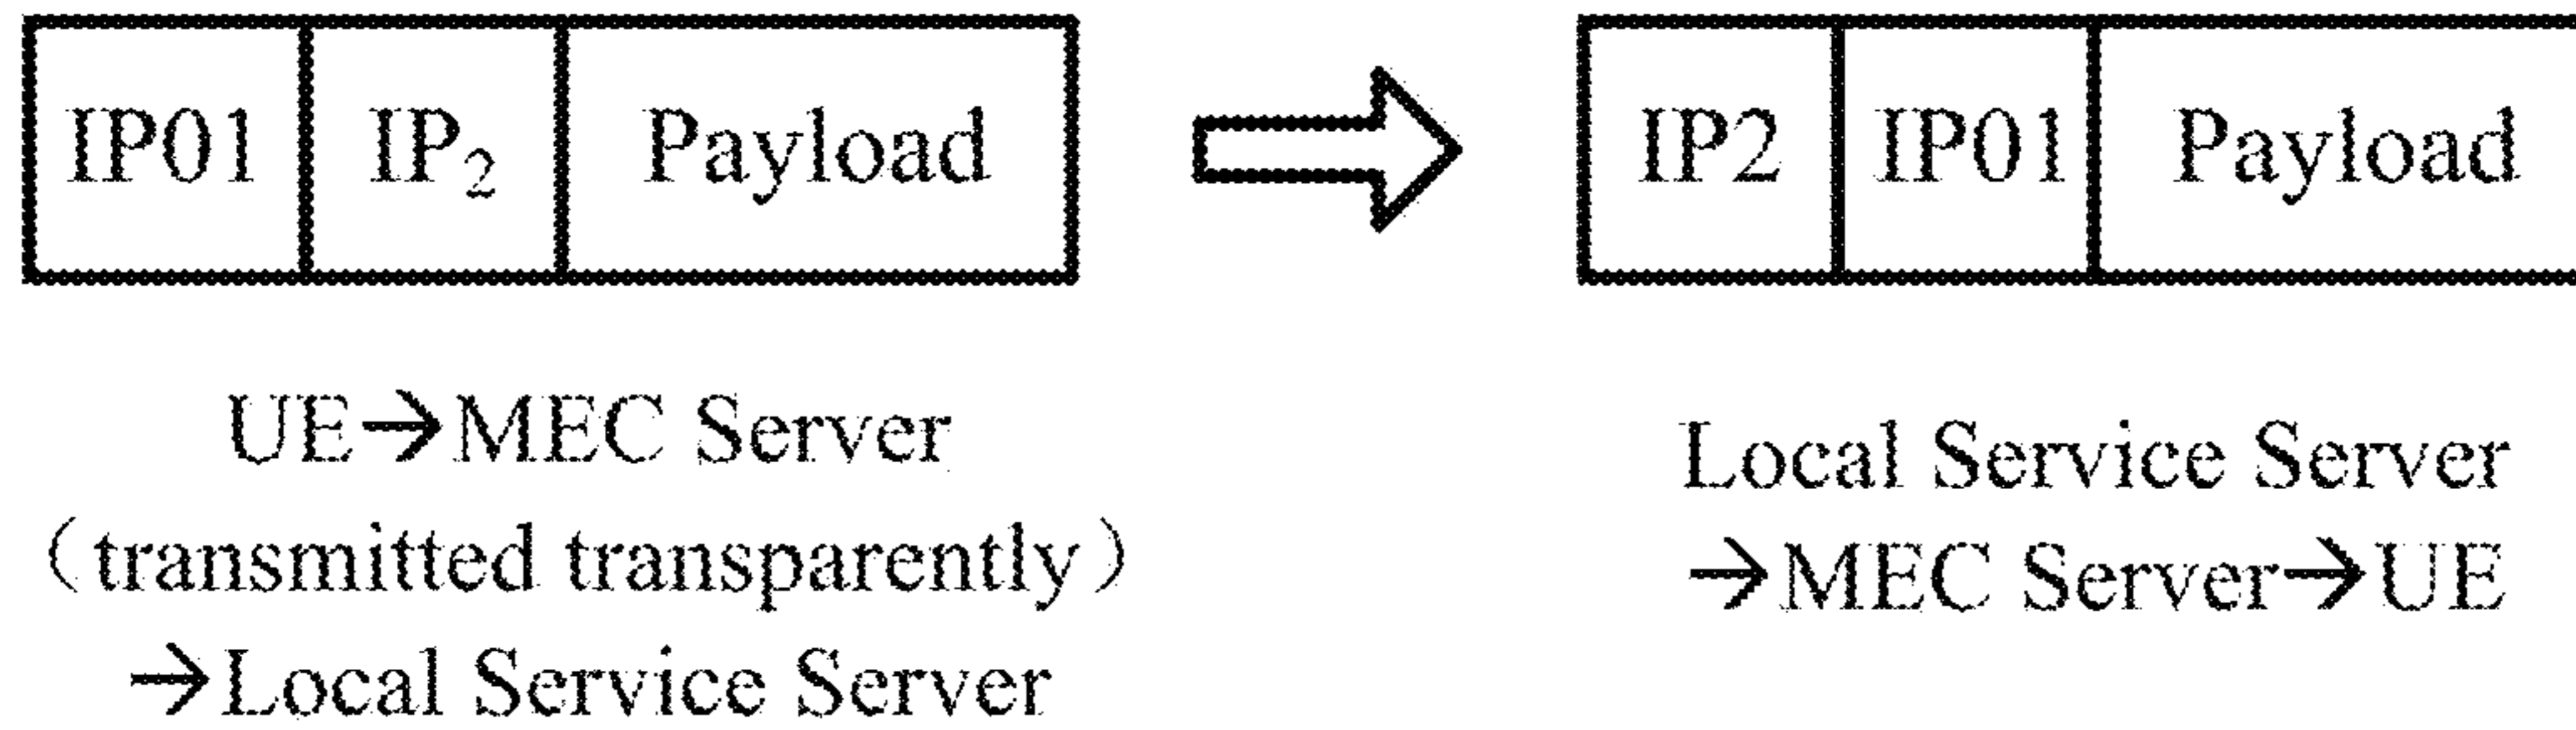 IP01 IP₂ Payload
IP2 IP01 Payload
UE→MEC Server
（transmitted transparently）
→Local Service Server
Local Service Server
→MEC Server→UE